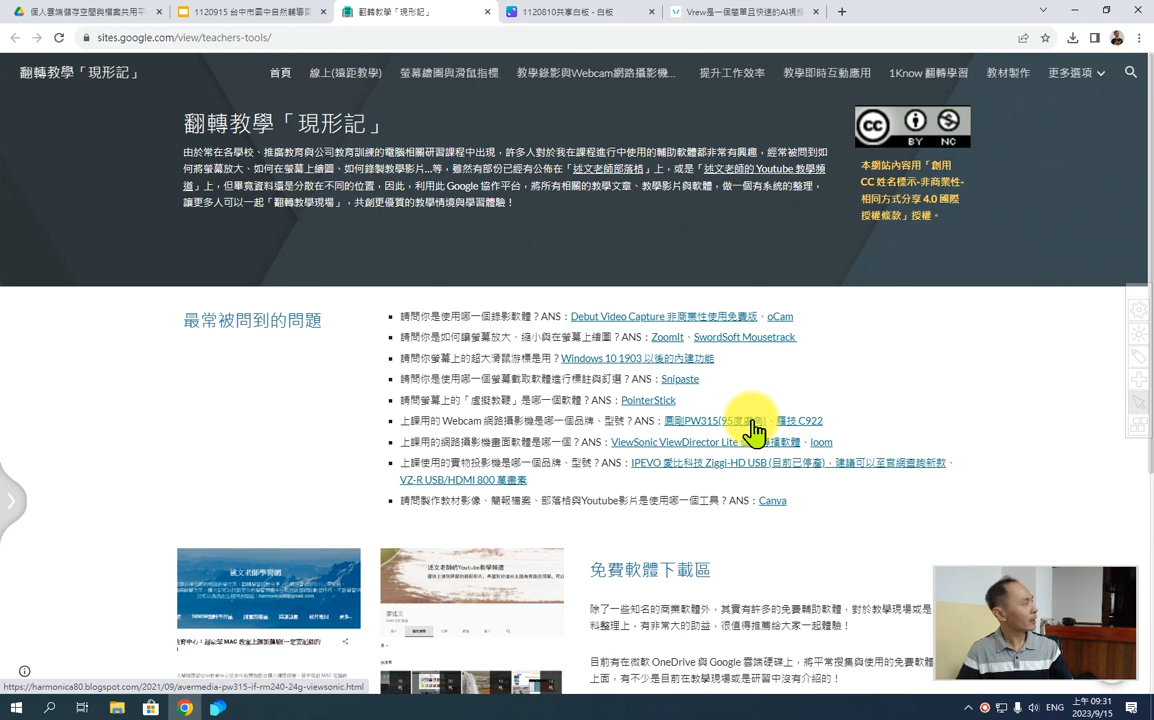 個人雲端儲存空間與檔案共用平
1120915 台中市國中自然輔導團
翻轉教學「現形記」
1120810共享白板 - 白板
Vrew是一個簡單且快速的AI視頻
sites.google.com/view/teachers-tools/
翻轉教學「現形記」
首頁
線上(遠距教學)
螢幕繪圖與滑鼠指標
教學錄影與Webcam網路攝影機...
提升工作效率
教學即時互動應用
1Know 翻轉學習
教材製作
更多選項
翻轉教學「現形記」
由於常在各學校、推廣教育與公司教育訓練的電腦相關研習課程中出現，許多人對於我在課程進行中使用的輔助軟體都非常有興趣，經常被問到如
何將螢幕放大、如何在螢幕上繪圖、如何錄製教學影片...等，雖然有部份已經有公佈在「述文老師部落格」上，或是「述文老師的 Youtube 教學頻
道」上，但畢竟資料還是分散在不同的位置，因此，利用此 Google 協作平台，將所有相關的教學文章、教學影片與軟體，做一個有系統的整理，
讓更多人可以一起「翻轉教學現場」，共創更優質的教學情境與學習體驗！
cc
BY NC
本網站內容用「創用
CC 姓名標示-非商業性-
相同方式分享 4.0 國際
授權條款」授權。
最常被問到的問題
請問你是使用哪一個錄影軟體？ANS：Debut Video Capture 非商業性使用免費版、oCam
請問你是如何讓螢幕放大、縮小與在螢幕上繪圖？ANS：ZoomIt、SwordSoft Mousetrack
請問你螢幕上的超大滑鼠游標是用？Windows 10 1903 以後的內建功能
請問你是使用哪一個螢幕截取軟體進行標註與釘選？ANS：Snipaste
請問螢幕上的「虛擬教鞭」是哪一個軟體？ANS：PointerStick
上課用的 Webcam 網路攝影機是哪一個品牌、型號？ANS：圓剛PW315(95度廣角)、羅技 C922
上課用的網路攝影機畫面軟體是哪一個？ANS：ViewSonic ViewDirector Lite 播軟體、loom
上課使用的實物投影機是哪一個品牌、型號？ANS：IPEVO 愛比科技 Ziggi-HD USB (目前已停產)，建議可以至官網查詢新款、
VZ-R USB/HDMI 800 萬畫素
請問製作教材影像、簡報檔案、部落格與Youtube影片是使用哪一個工具？ANS：Canva
述文老師學習網
述文老師的Youtube教學頻道
免費軟體下載區
除了一些知名的商業軟體外，其實有許多的免費輔助軟體，對於教學現場或是
料整理上，有非常大的助益，很值得推薦給大家一起體驗！
目前有在微軟 OneDrive 與 Google 雲端硬碟上，將平常搜集與使用的免費軟體
上面，有不少是目前在教學現場或是研習中沒有介紹的！
https://harmonica80.blogspot.com/2021/09/avermedia-pw315-if-rm240-24g-viewsonic.html
ENG
上午 09:31
2023/9/15